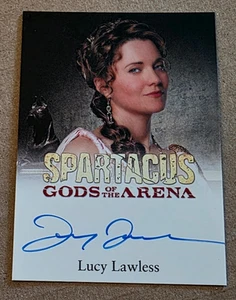 SPARTACUS
GODS OF THE ARENA
Lucy Lawless